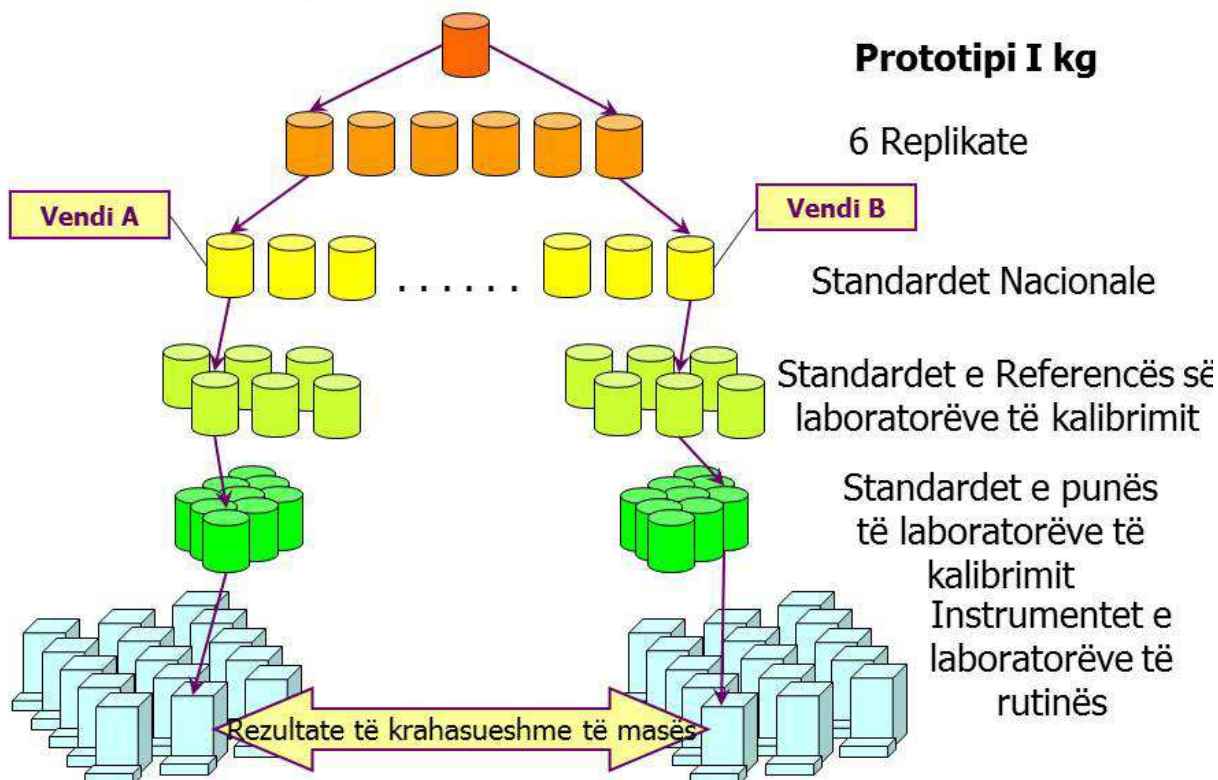 Prototipi I kg
6 Replikate
Vendi A
Vendi B
. . . . . .
Standardet Nacionale
Standardet e Referencës së
laboratorëve të kalibrimit
Standardet e punës
të laboratorëve të
kalibrimit
Instrumentet e
laboratorëve të
rutinës
Rezultate të krahasueshme të masës